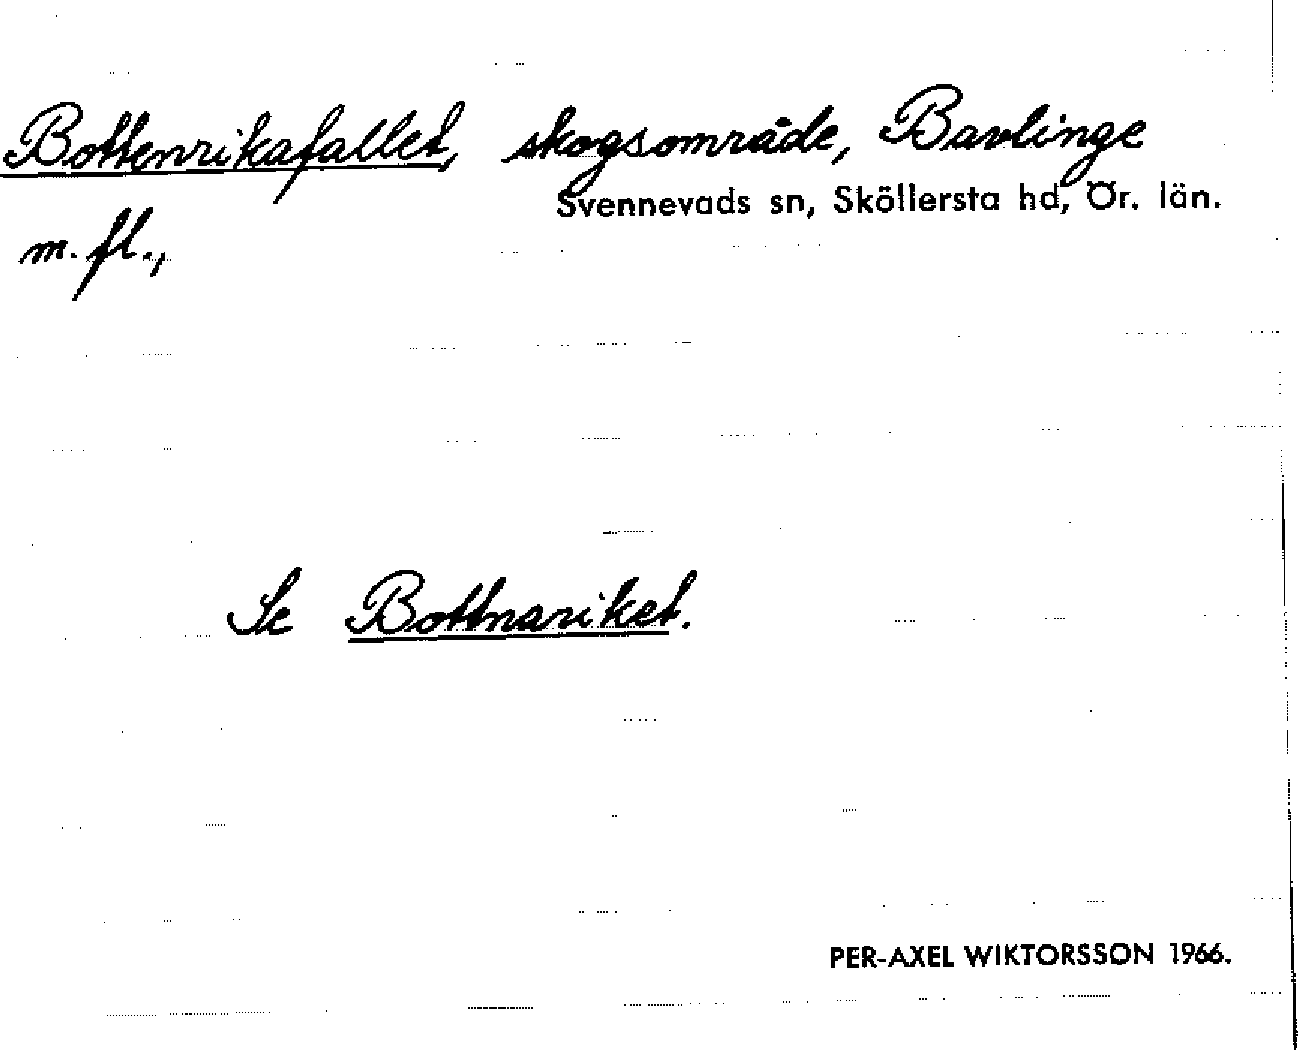 Bottenrikafallet, skogsområde, Bavlinge
Svennevads sn, Sköllersta hd, Ör. län.
m.fl.,
Se Bottnariket.
PER-AXEL WIKTORSSON 1966.